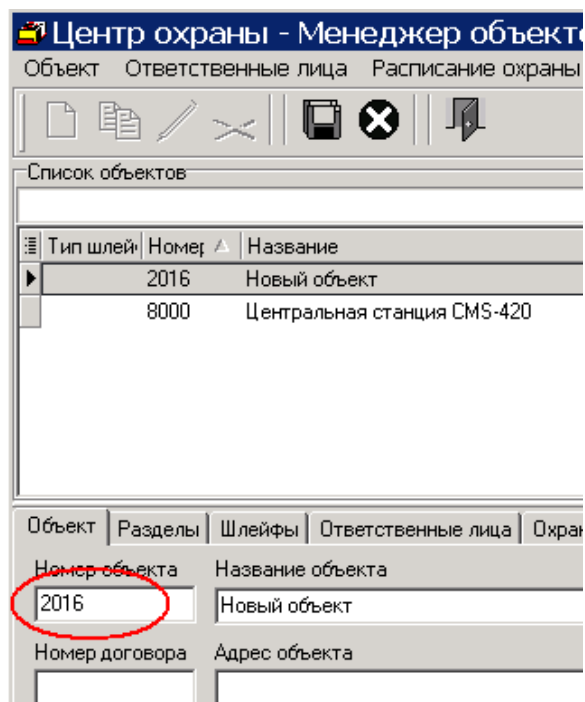 Центр охраны - Менеджер объекто
Объект Ответственные лица Расписание охраны
Список объектов
Тип шлей Номер Название
2016 Новый объект
8000 Центральная станция CMS-420
Объект Разделы Шлейфы Ответственные лица Охран
Номер объекта Название объекта
2016 Новый объект
Номер договора Адрес объекта